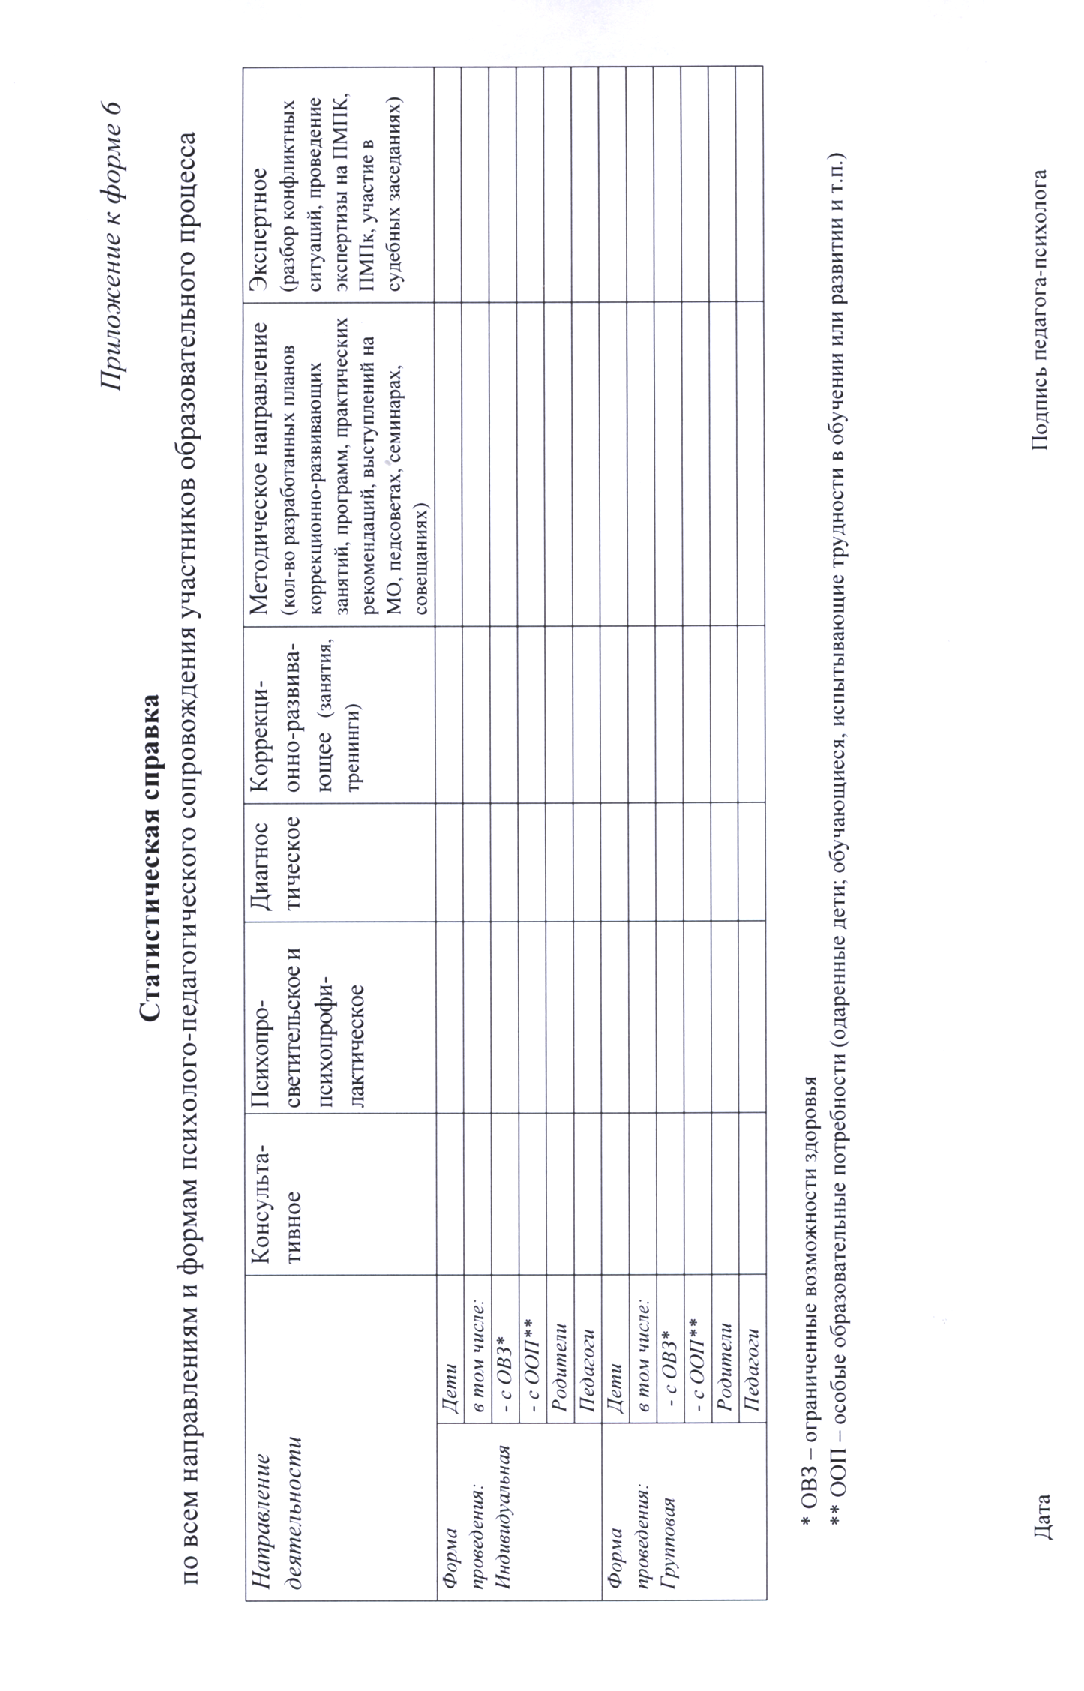 Приложение к форме 6
Статистическая справка
по всем направлениям и формам психолого-педагогического сопровождения участников образовательного процесса
Направление
деятельности
Консульта-
тивное
Психопро-
светительское и
психопрофи-
лактическое
Диагнос
тическое
Коррекци-
онно-развива-
ющее (занятия,
тренинги)
Методическое направление
(кол-во разработанных планов
коррекционно-развивающих
занятий, программ, практических
рекомендаций, выступлений на
МО, педсоветах, семинарах,
совещаниях)
Экспертное
(разбор конфликтных
ситуаций, проведение
экспертизы на ПМПК,
ПМПк, участие в
судебных заседаниях)
Форма
проведения:
Индивидуальная
Дети
в том числе:
- с ОВЗ*
- с ООП**
Родители
Педагоги
Форма
проведения:
Групповая
Дети
в том числе:
- с ОВЗ*
- с ООП**
Родители
Педагоги
* ОВЗ – ограниченные возможности здоровья
** ООП – особые образовательные потребности (одаренные дети; обучающиеся, испытывающие трудности в обучении или развитии и т.п.)
Дата
Подпись педагога-психолога